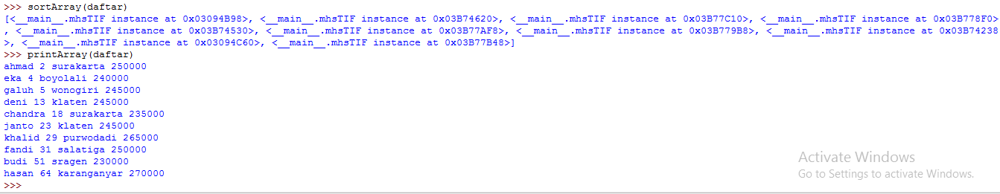 >>> sortArray(daftar)
[<__main__.mhsTIF instance at 0x03094B98>, <__main__.mhsTIF instance at 0x03B74620>, <__main__.mhsTIF instance at 0x03B77C10>, <__main__.mhsTIF instance at 0x03B778F0>
, <__main__.mhsTIF instance at 0x03B74530>, <__main__.mhsTIF instance at 0x03B77AF8>, <__main__.mhsTIF instance at 0x03B779B8>, <__main__.mhsTIF instance at 0x03B74238
>, <__main__.mhsTIF instance at 0x03094C60>, <__main__.mhsTIF instance at 0x03B77B48>]
>>> printArray(daftar)
ahmad 2 surakarta 250000
eka 4 boyolali 240000
galuh 5 wonogiri 245000
deni 13 klaten 245000
chandra 18 surakarta 235000
janto 23 klaten 245000
khalid 29 purwodadi 265000
fandi 31 salatiga 250000
budi 51 sragen 230000
hasan 64 karanganyar 270000
>>>
Activate Windows
Go to Settings to activate Windows.